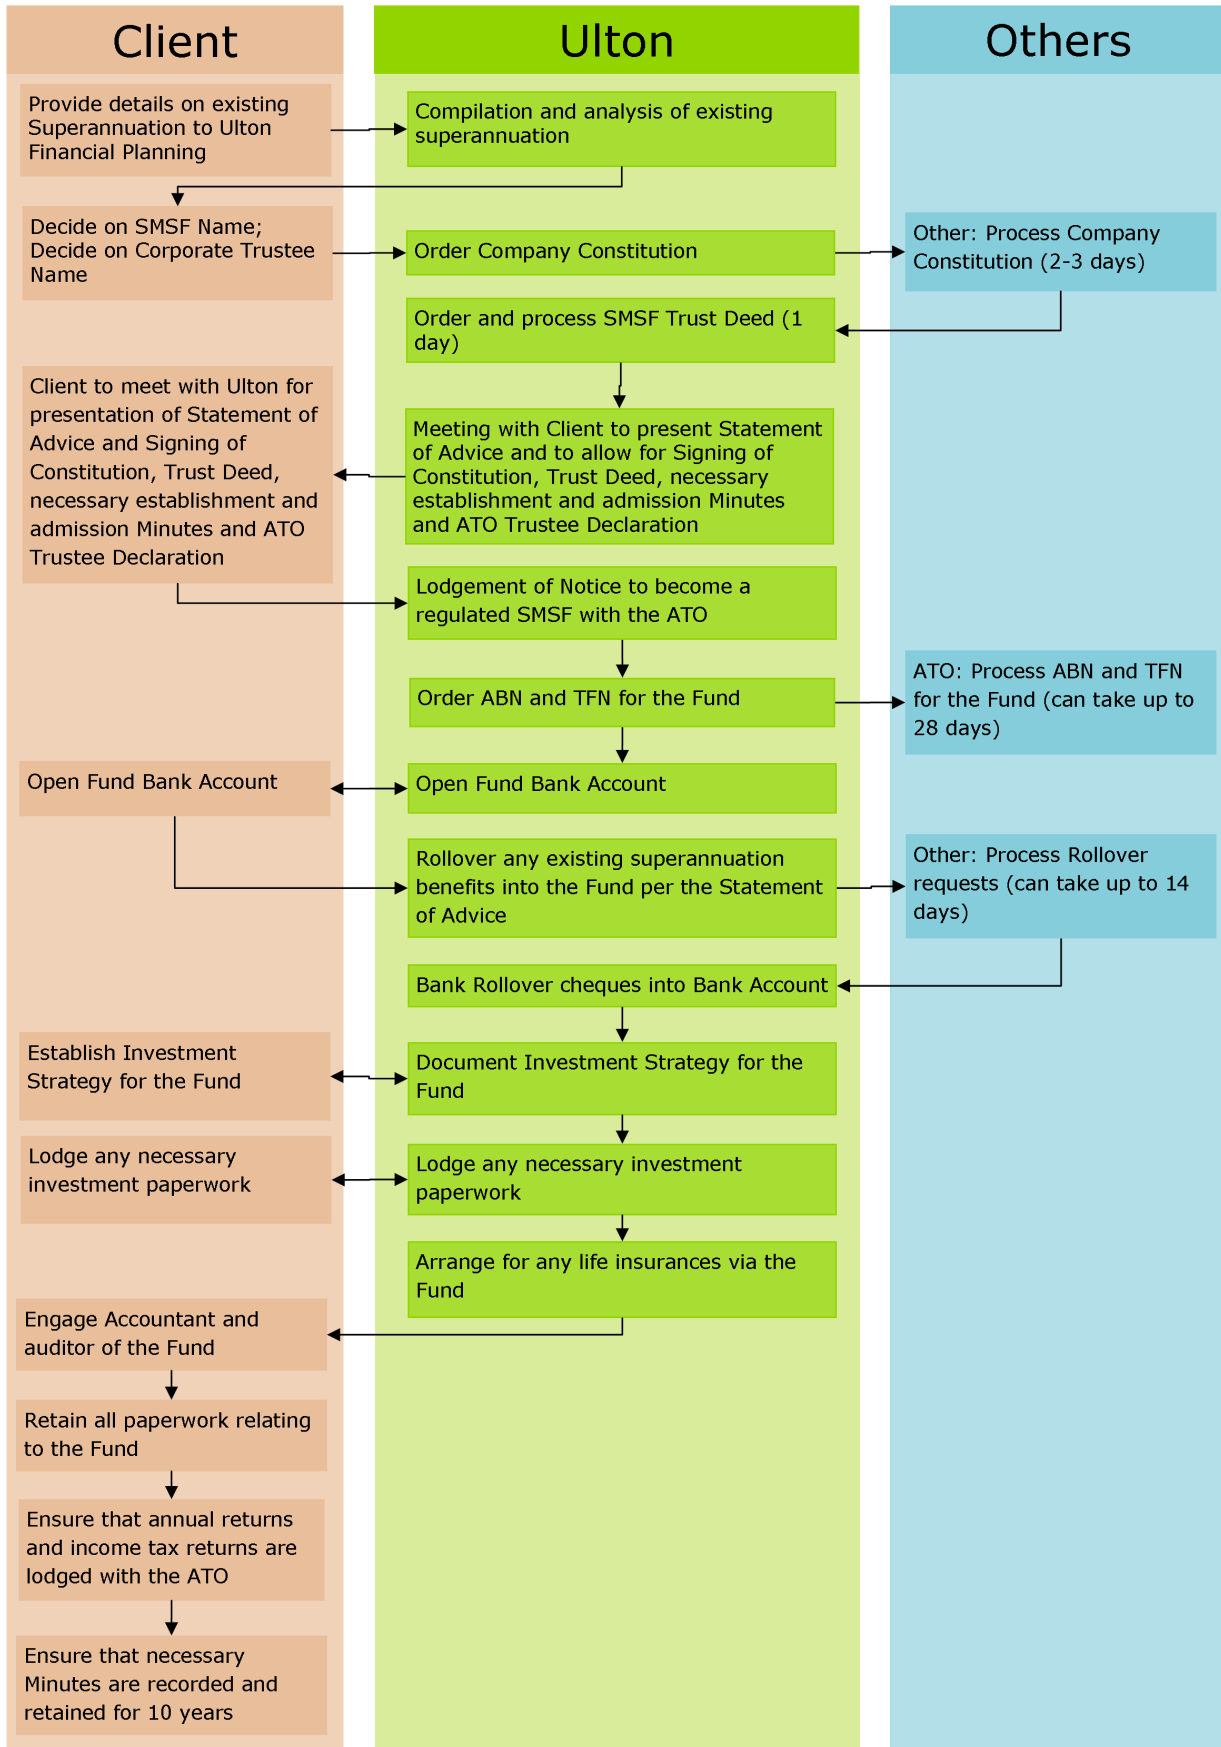 Client
Ulton
Others
Provide details on existing
Superannuation to Ulton
Financial Planning
Compilation and analysis of existing
superannuation
Decide on SMSF Name;
Decide on Corporate Trustee
Name
Order Company Constitution
Other: Process Company
Constitution (2-3 days)
Order and process SMSF Trust Deed (1
day)
Client to meet with Ulton for
presentation of Statement of
Advice and Signing of
Constitution, Trust Deed,
necessary establishment and
admission Minutes and ATO
Trustee Declaration
Meeting with Client to present Statement
of Advice and to allow for Signing of
Constitution, Trust Deed, necessary
establishment and admission Minutes
and ATO Trustee Declaration
Lodgement of Notice to become a
regulated SMSF with the ATO
Order ABN and TFN for the Fund
ATO: Process ABN and TFN
for the Fund (can take up to
28 days)
Open Fund Bank Account
Open Fund Bank Account
Rollover any existing superannuation
benefits into the Fund per the Statement
of Advice
Other: Process Rollover
requests (can take up to 14
days)
Bank Rollover cheques into Bank Account
Establish Investment
Strategy for the Fund
Document Investment Strategy for the
Fund
Lodge any necessary
investment paperwork
Lodge any necessary investment
paperwork
Arrange for any life insurances via the
Fund
Engage Accountant and
auditor of the Fund
Retain all paperwork relating
to the Fund
Ensure that annual returns
and income tax returns are
lodged with the ATO
Ensure that necessary
Minutes are recorded and
retained for 10 years